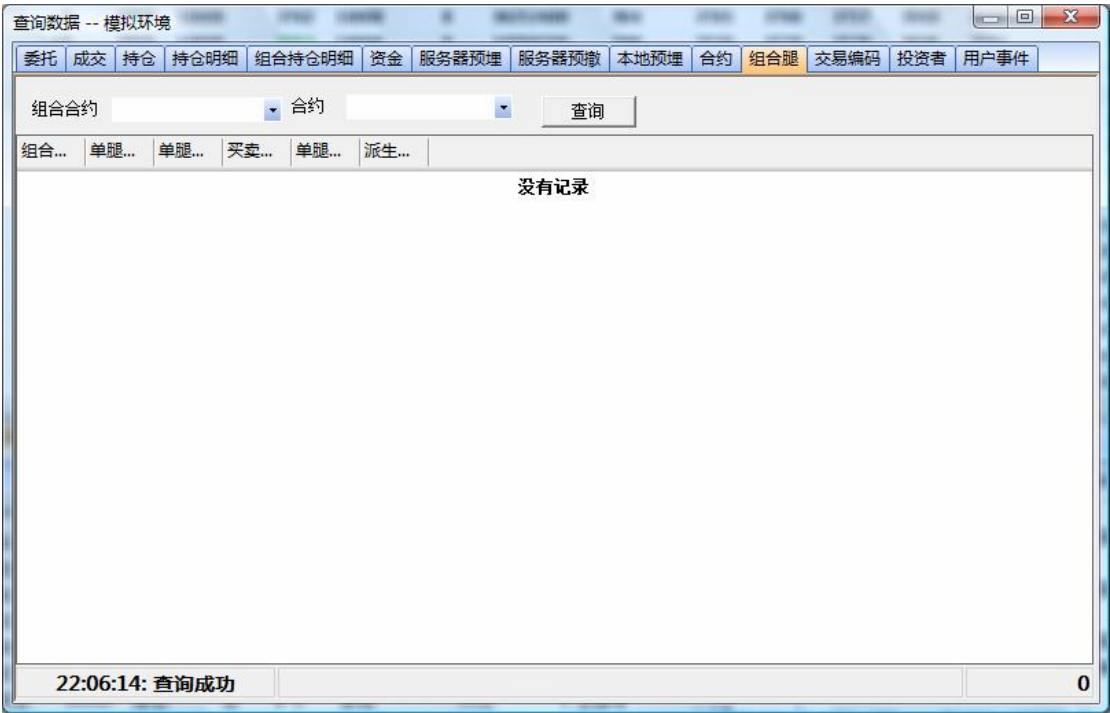 查询数据 -- 模拟环境
委托 成交 持仓 持仓明细 组合持仓明细 资金 服务器预埋 服务器预撤 本地预埋 合约 组合腿 交易编码 投资者 用户事件
组合合约 合约 查询
组合... 单腿... 单腿... 买卖... 单腿... 派生...
没有记录
22:06:14: 查询成功 0